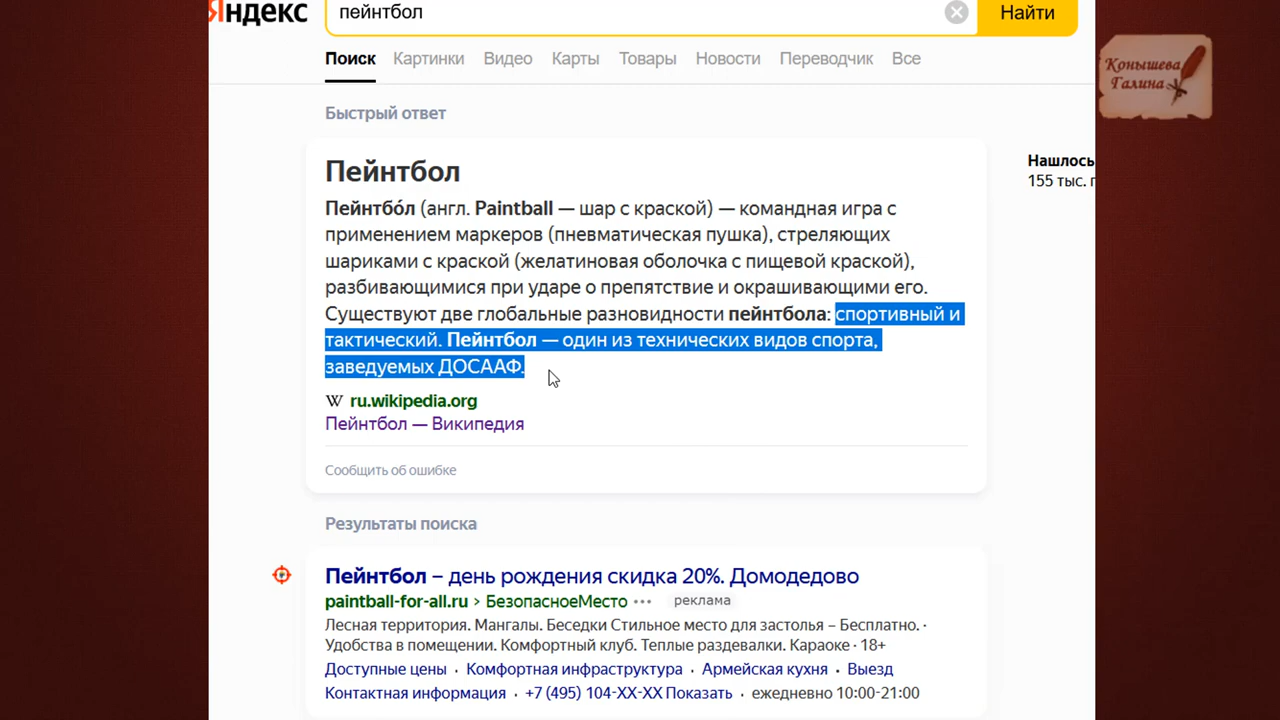 Яндекс
пейнтбол
Найти
Поиск Картинки Видео Карты Товары Новости Переводчик Все
Конышева
Галина
Быстрый ответ
Нашлось
155 тыс.
Пейнтбол
Пейнтбо́л (англ. Paintball — шар с краской) — командная игра с
применением маркеров (пневматическая пушка), стреляющих
шариками с краской (желатиновая оболочка с пищевой краской),
разбивающимися при ударе о препятствие и окрашивающими его.
Существуют две глобальные разновидности пейнтбола: спортивный и
тактический. Пейнтбол — один из технических видов спорта,
заведуемых ДОСААФ.
W ru.wikipedia.org
Пейнтбол — Википедия
Сообщить об ошибке
Результаты поиска
Пейнтбол – день рождения скидка 20%. Домодедово
paintball-for-all.ru › БезопасноеМесто ••• реклама
Лесная территория. Мангалы. Беседки Стильное место для застолья – Бесплатно. ·
Удобства в помещении. Комфортный клуб. Теплые раздевалки. Караоке · 18+
Доступные цены · Комфортная инфраструктура · Армейская кухня · Выезд
Контактная информация · +7 (495) 104-XX-XX Показать · ежедневно 10:00-21:00